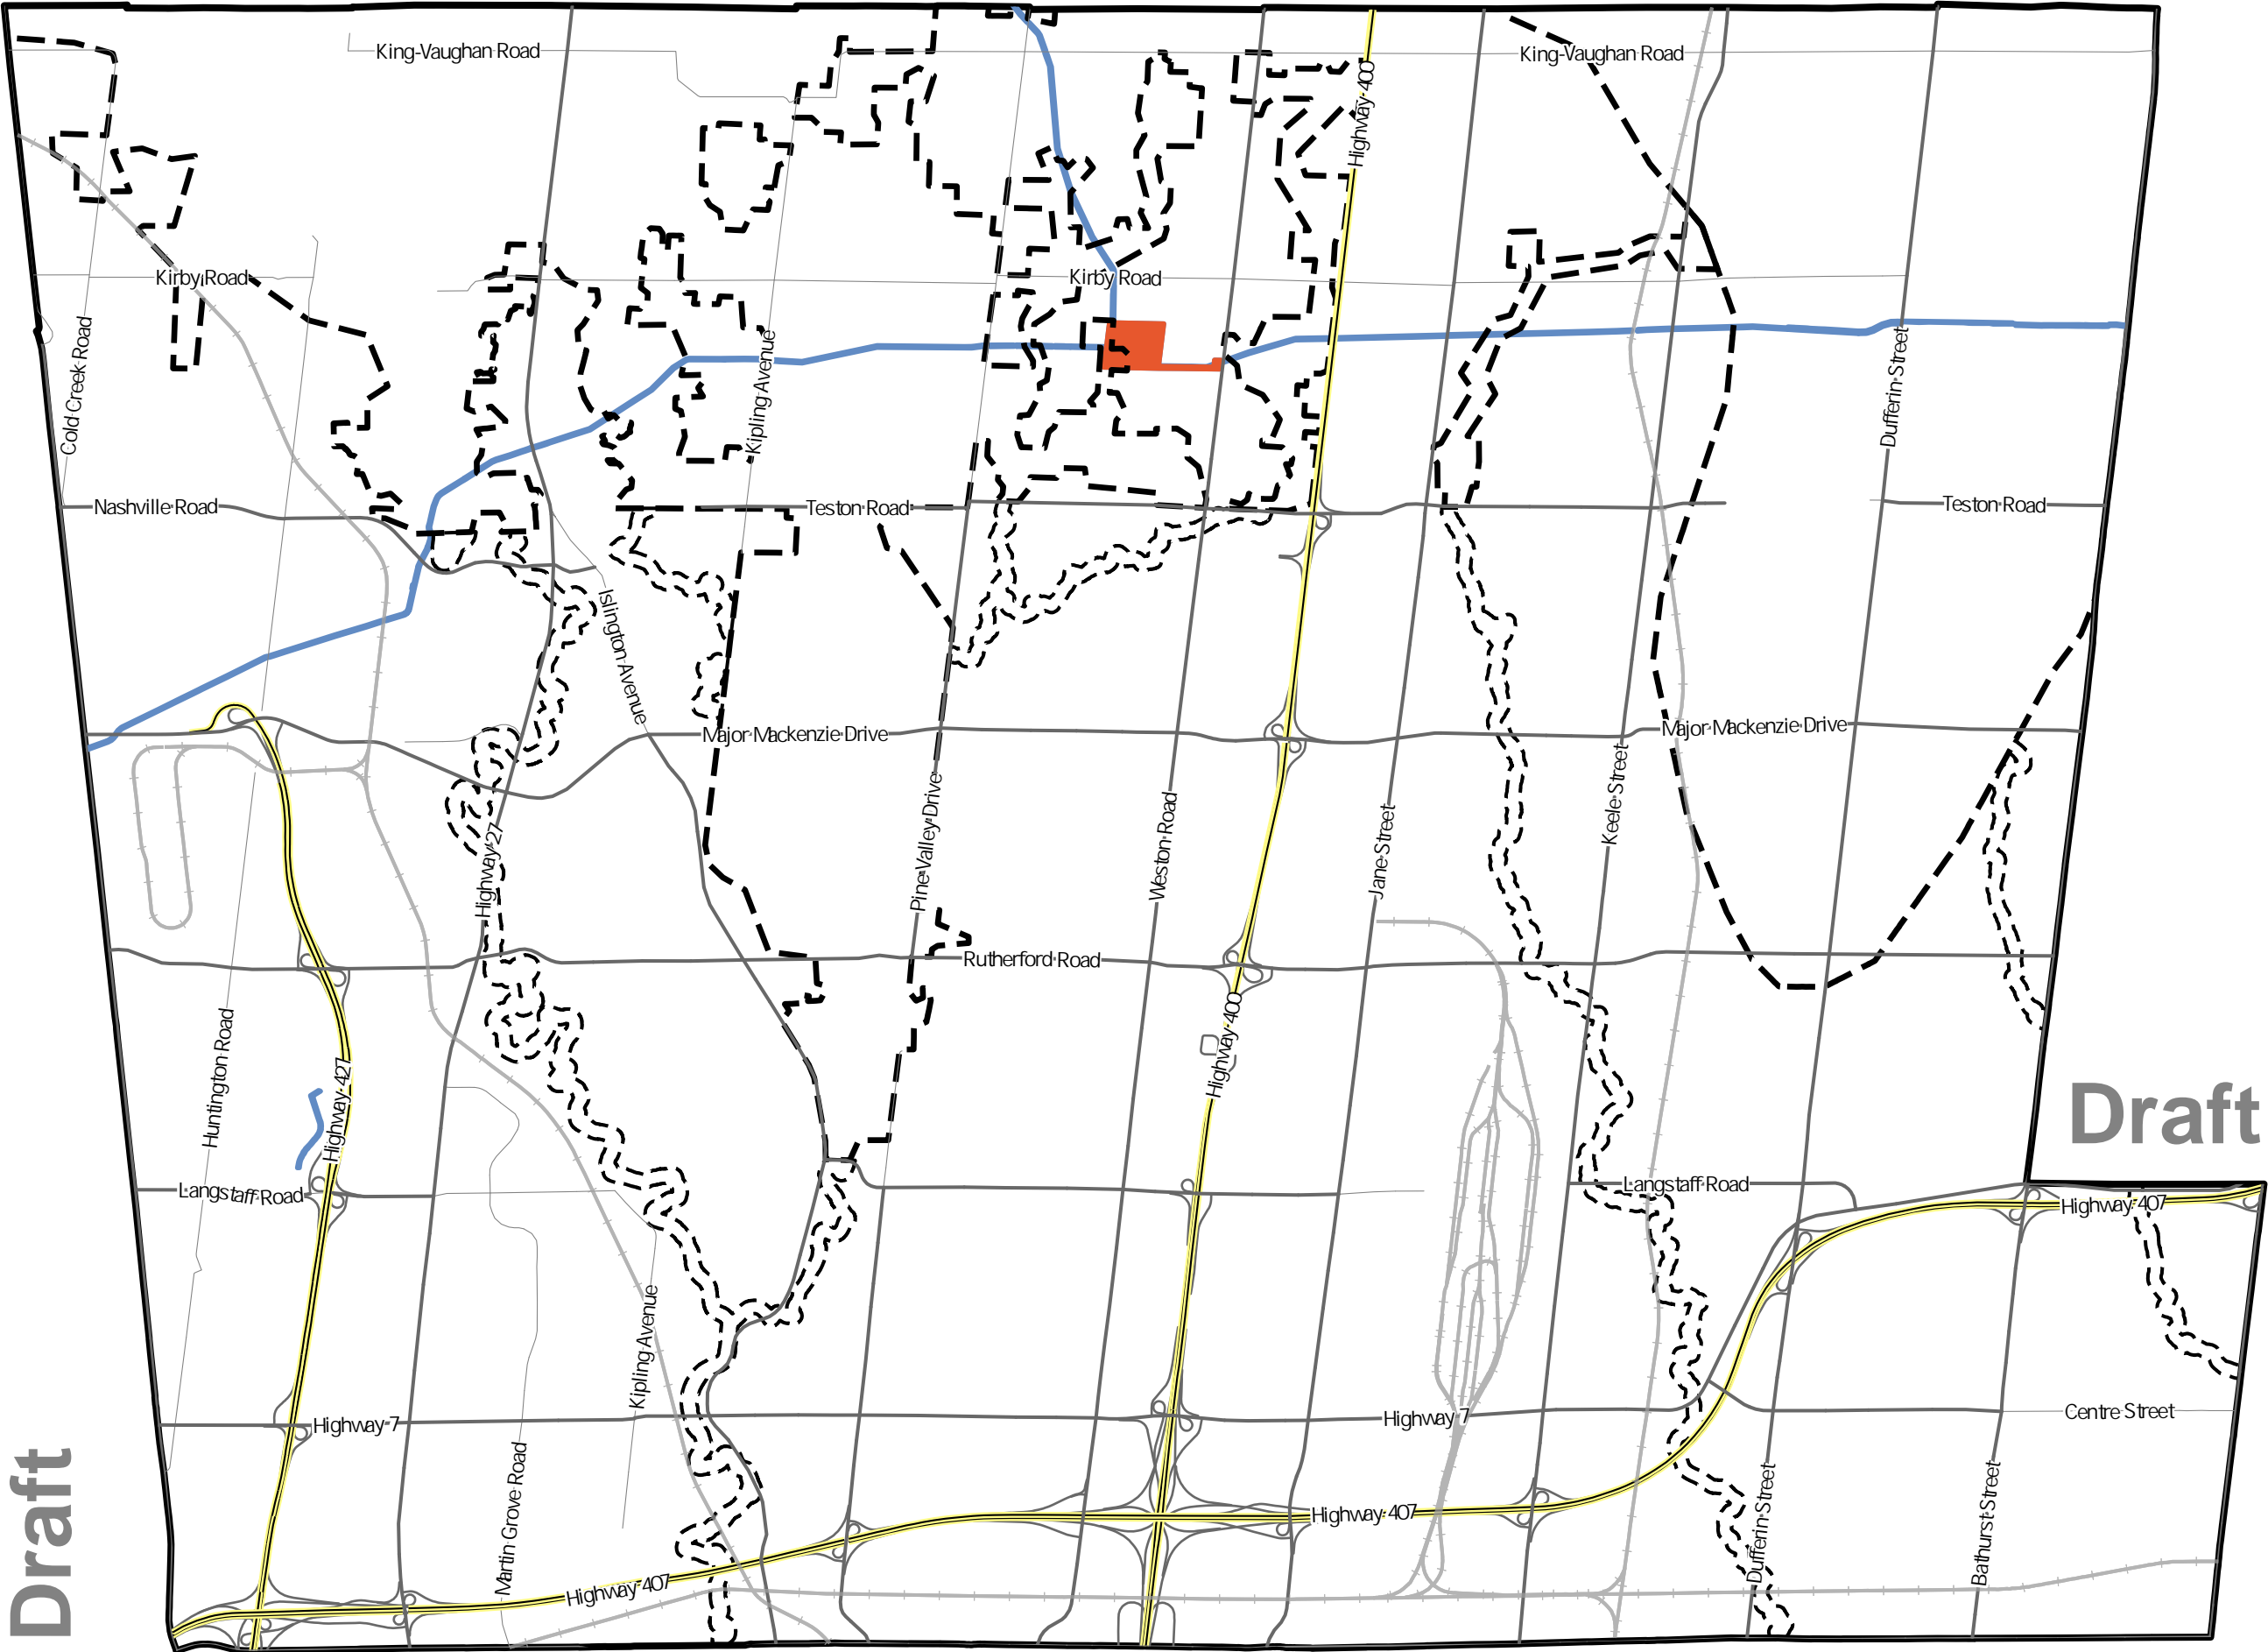 King-Vaughan Road
King-Vaughan Road
Highway 400
Kirby Road
Kirby Road
Cold Creek Road
Kipling Avenue
Dufferin Street
Nashville Road
Teston Road
Teston Road
Islington Avenue
Major Mackenzie Drive
Major Mackenzie Drive
Highway 27
Pine Valley Drive
Weston Road
Jane Street
Keele Street
Rutherford Road
Huntington Road
Highway 427
Highway 400
Draft
Langstaff Road
Langstaff Road
Highway 407
Kipling Avenue
Highway 7
Highway 7
Centre Street
Draft
Martin Grove Road
Highway 407
Highway 407
Dufferin Street
Bathurst Street